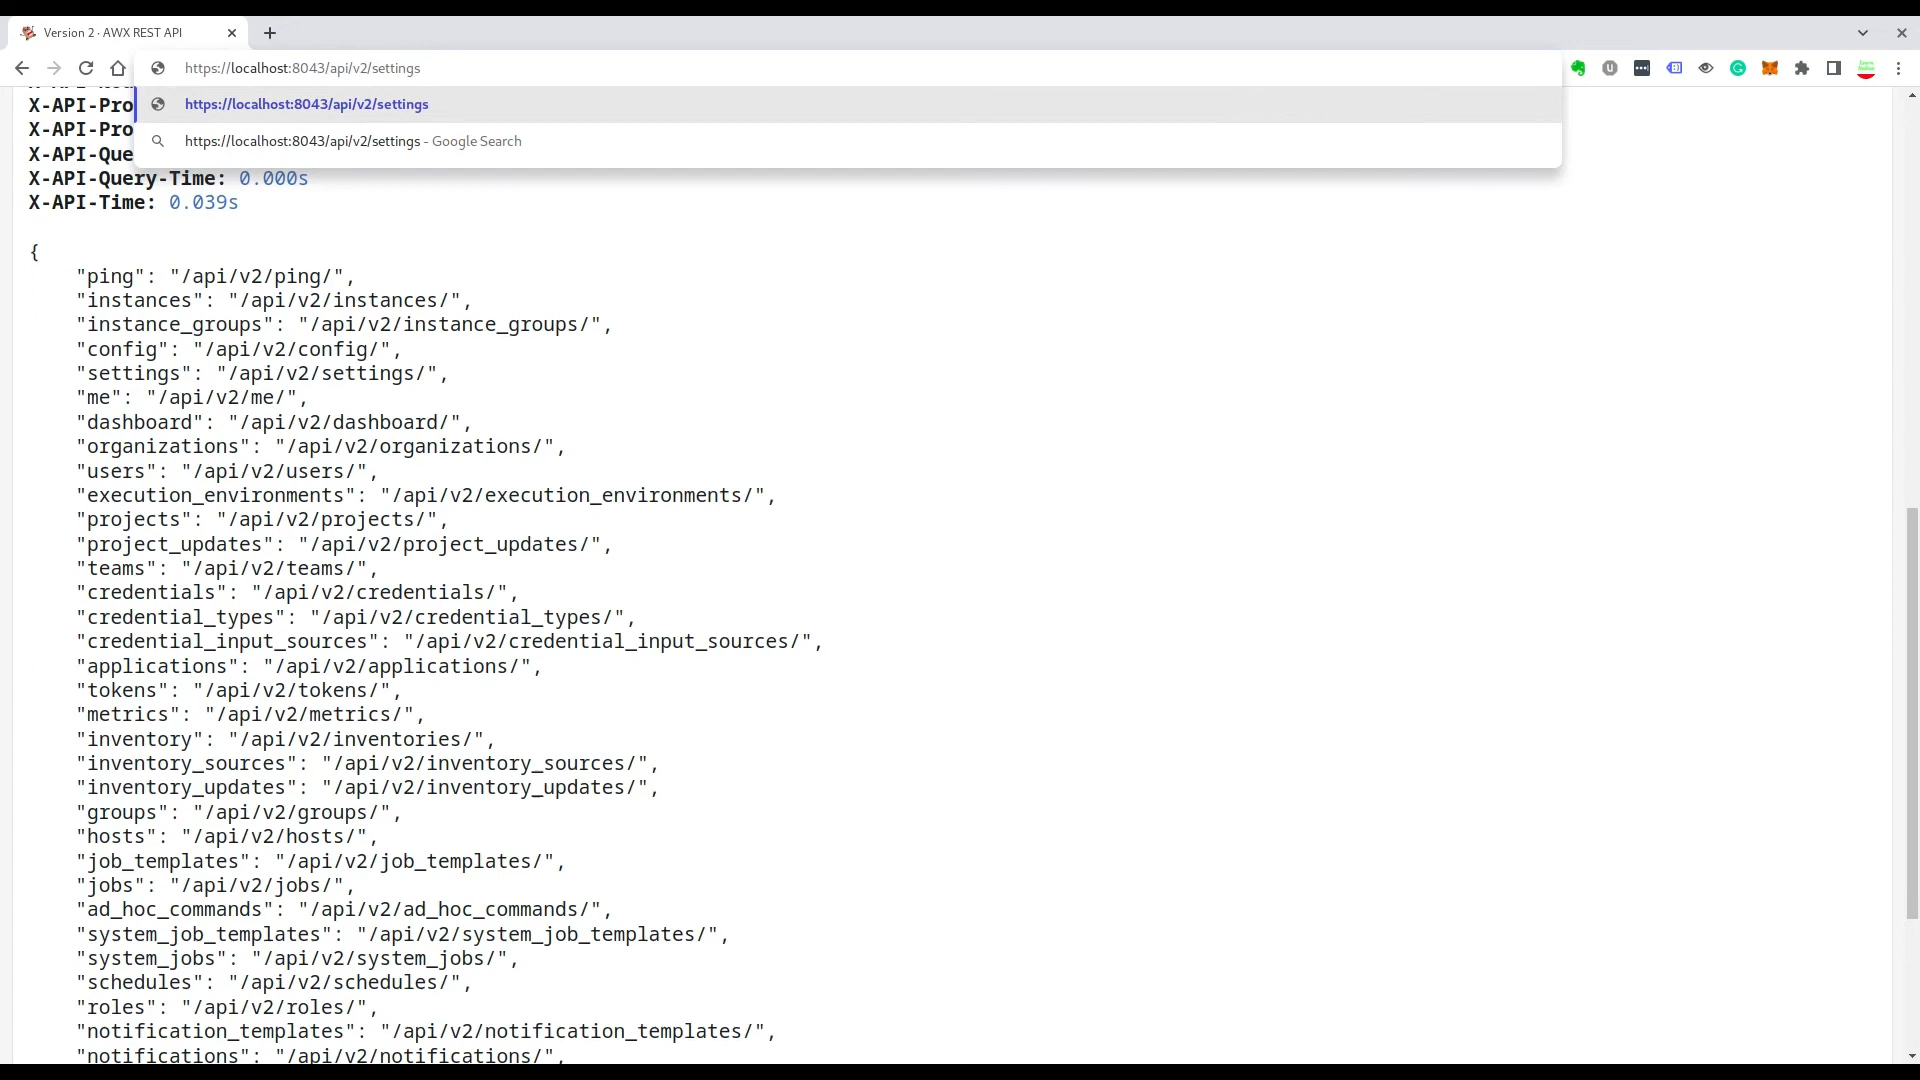 Version 2 · AWX REST API
https://localhost:8043/api/v2/settings
https://localhost:8043/api/v2/settings
https://localhost:8043/api/v2/settings - Google Search
X-API-Pro
X-API-Pro
X-API-Que
X-API-Query-Time: 0.000s
X-API-Time: 0.039s
{
"ping": "/api/v2/ping/",
"instances": "/api/v2/instances/",
"instance_groups": "/api/v2/instance_groups/",
"config": "/api/v2/config/",
"settings": "/api/v2/settings/",
"me": "/api/v2/me/",
"dashboard": "/api/v2/dashboard/",
"organizations": "/api/v2/organizations/",
"users": "/api/v2/users/",
"execution_environments": "/api/v2/execution_environments/",
"projects": "/api/v2/projects/",
"project_updates": "/api/v2/project_updates/",
"teams": "/api/v2/teams/",
"credentials": "/api/v2/credentials/",
"credential_types": "/api/v2/credential_types/",
"credential_input_sources": "/api/v2/credential_input_sources/",
"applications": "/api/v2/applications/",
"tokens": "/api/v2/tokens/",
"metrics": "/api/v2/metrics/",
"inventory": "/api/v2/inventories/",
"inventory_sources": "/api/v2/inventory_sources/",
"inventory_updates": "/api/v2/inventory_updates/",
"groups": "/api/v2/groups/",
"hosts": "/api/v2/hosts/",
"job_templates": "/api/v2/job_templates/",
"jobs": "/api/v2/jobs/",
"ad_hoc_commands": "/api/v2/ad_hoc_commands/",
"system_job_templates": "/api/v2/system_job_templates/",
"system_jobs": "/api/v2/system_jobs/",
"schedules": "/api/v2/schedules/",
"roles": "/api/v2/roles/",
"notification_templates": "/api/v2/notification_templates/",
"notifications": "/api/v2/notifications/",